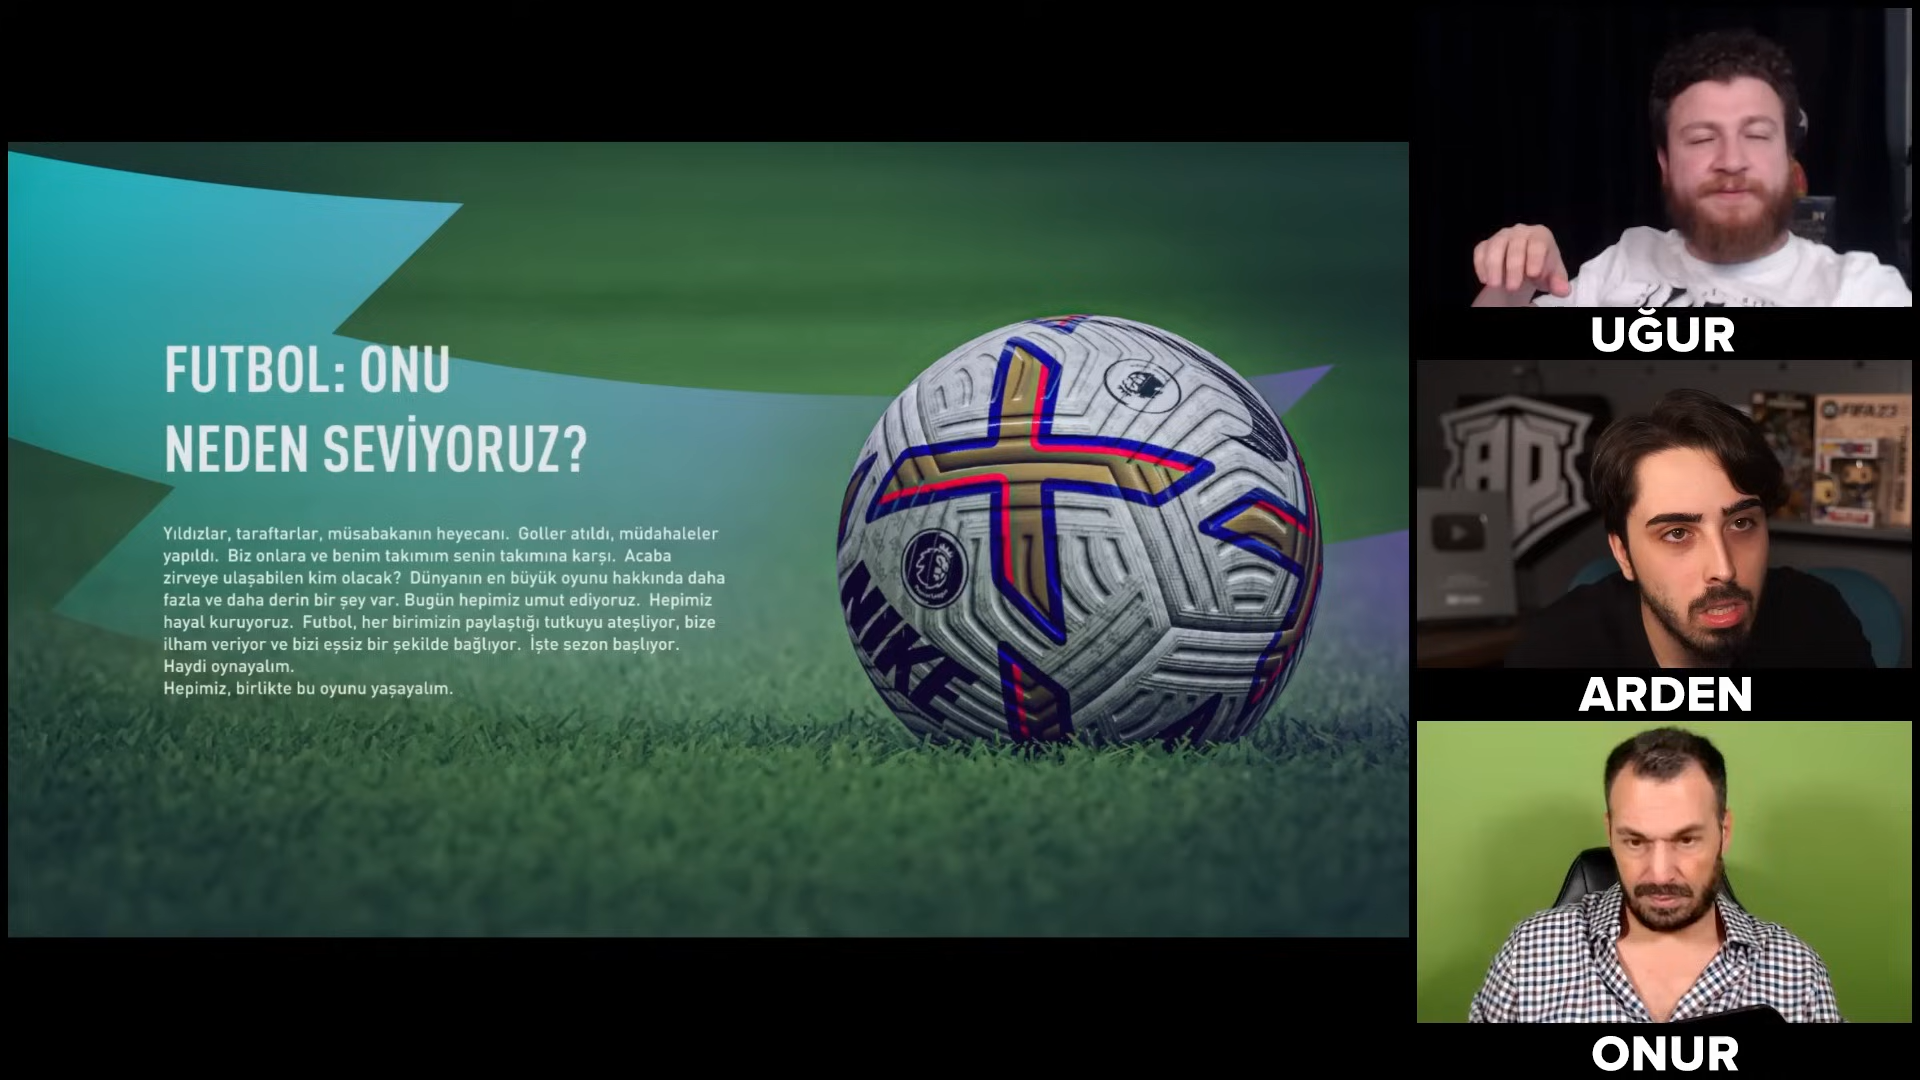 FUTBOL: ONU
NEDEN SEVİYORUZ?
Yıldızlar, taraftarlar, müsabakanın heyecanı. Goller atıldı, müdahaleler
yapıldı. Biz onlara ve benim takımım senin takımına karşı. Acaba
zirveye ulaşabilen kim olacak? Dünyanın en büyük oyunu hakkında daha
fazla ve daha derin bir şey var. Bugün hepimiz umut ediyoruz. Hepimiz
hayal kuruyoruz. Futbol, her birimizin paylaştığı tutkuyu ateşliyor, bize
ilham veriyor ve bizi eşsiz bir şekilde bağlıyor. İşte sezon başlıyor.
Haydi oynayalım.
Hepimiz, birlikte bu oyunu yaşayalım.
NIKE
UĞUR
FIFA 23
ARDEN
ONUR